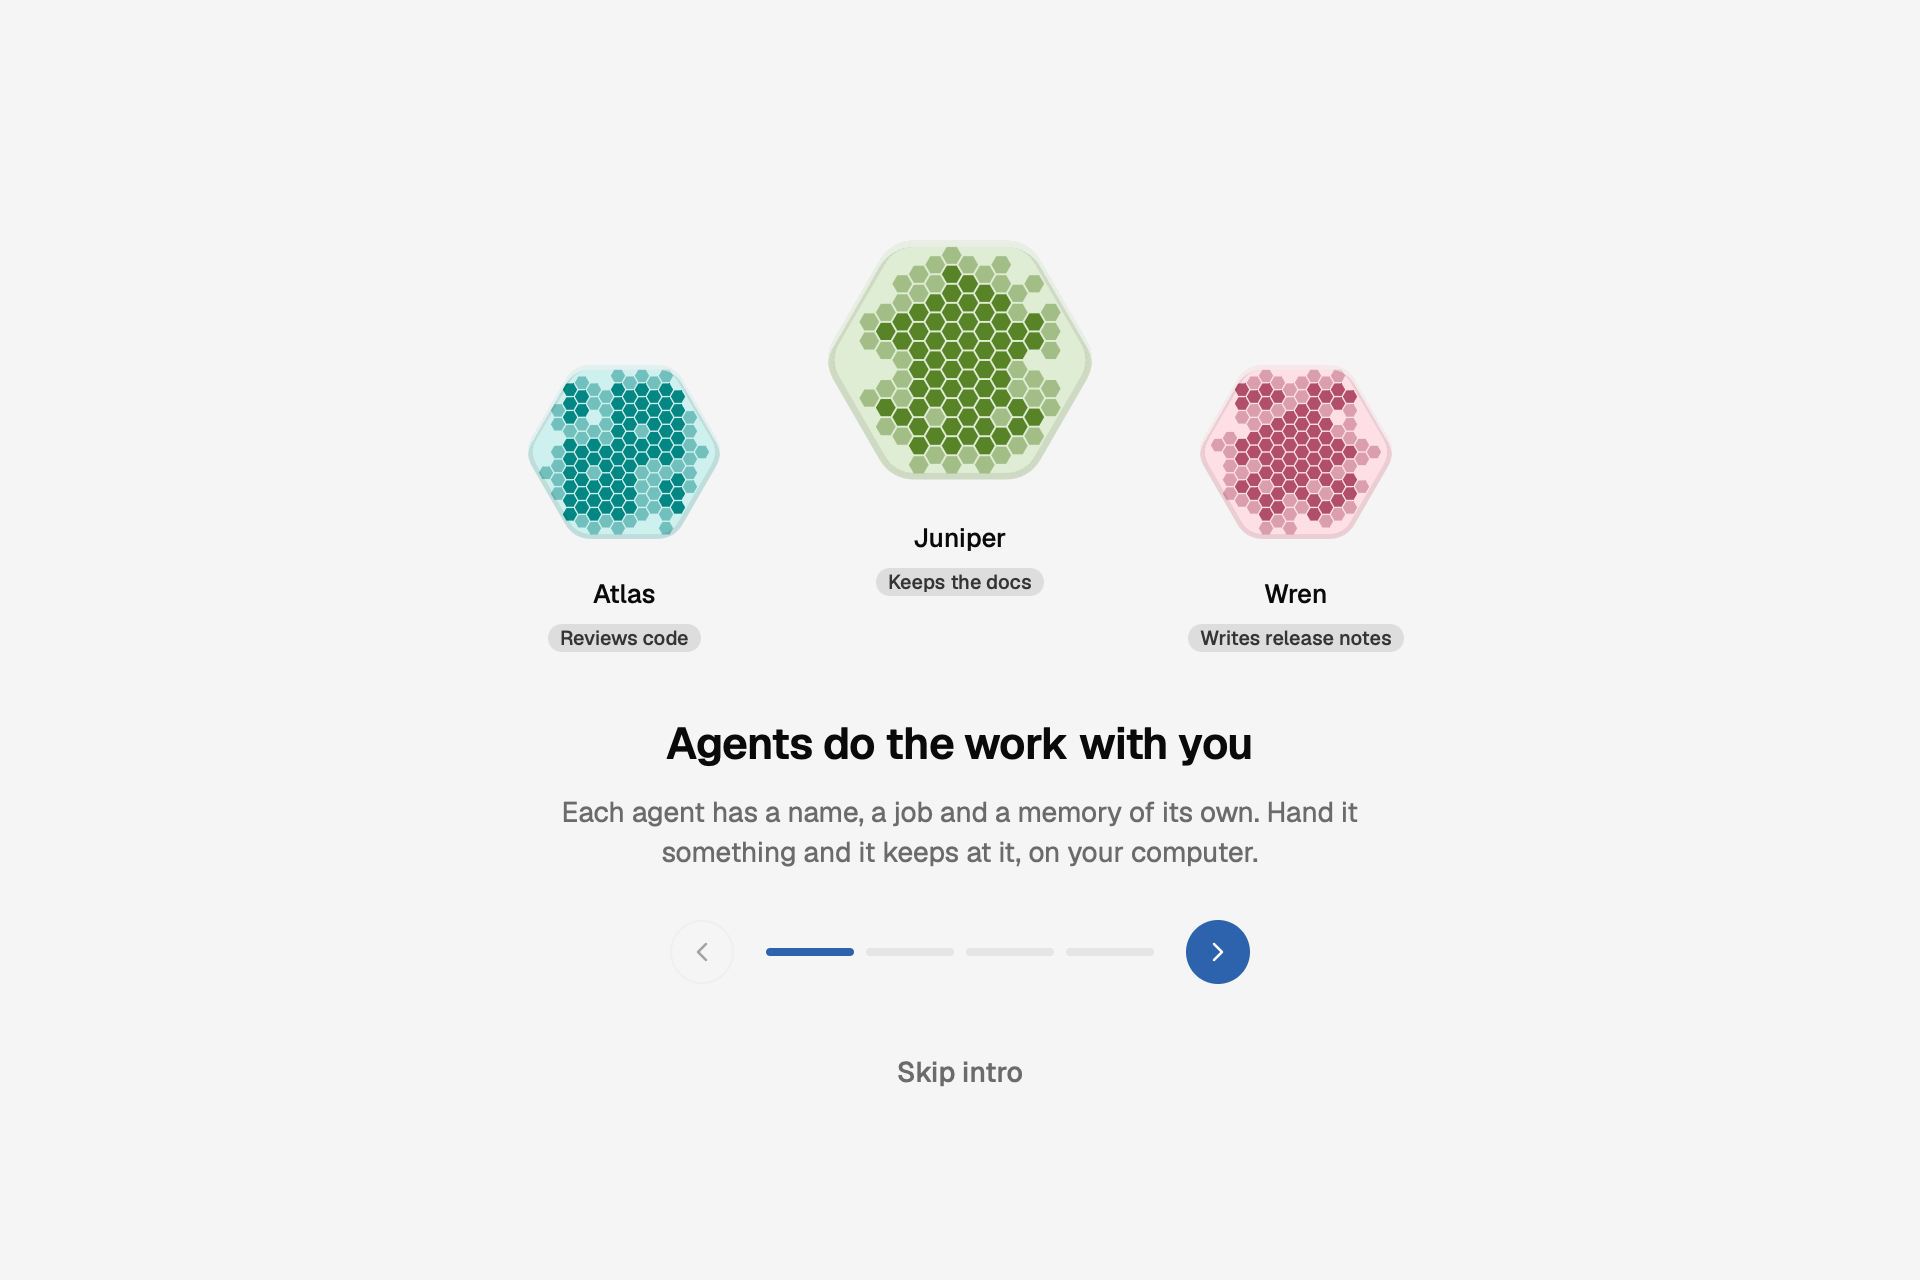 Juniper
Keeps the docs
Atlas
Reviews code
Wren
Writes release notes
Agents do the work with you
Each agent has a name, a job and a memory of its own. Hand it
something and it keeps at it, on your computer.
Skip intro